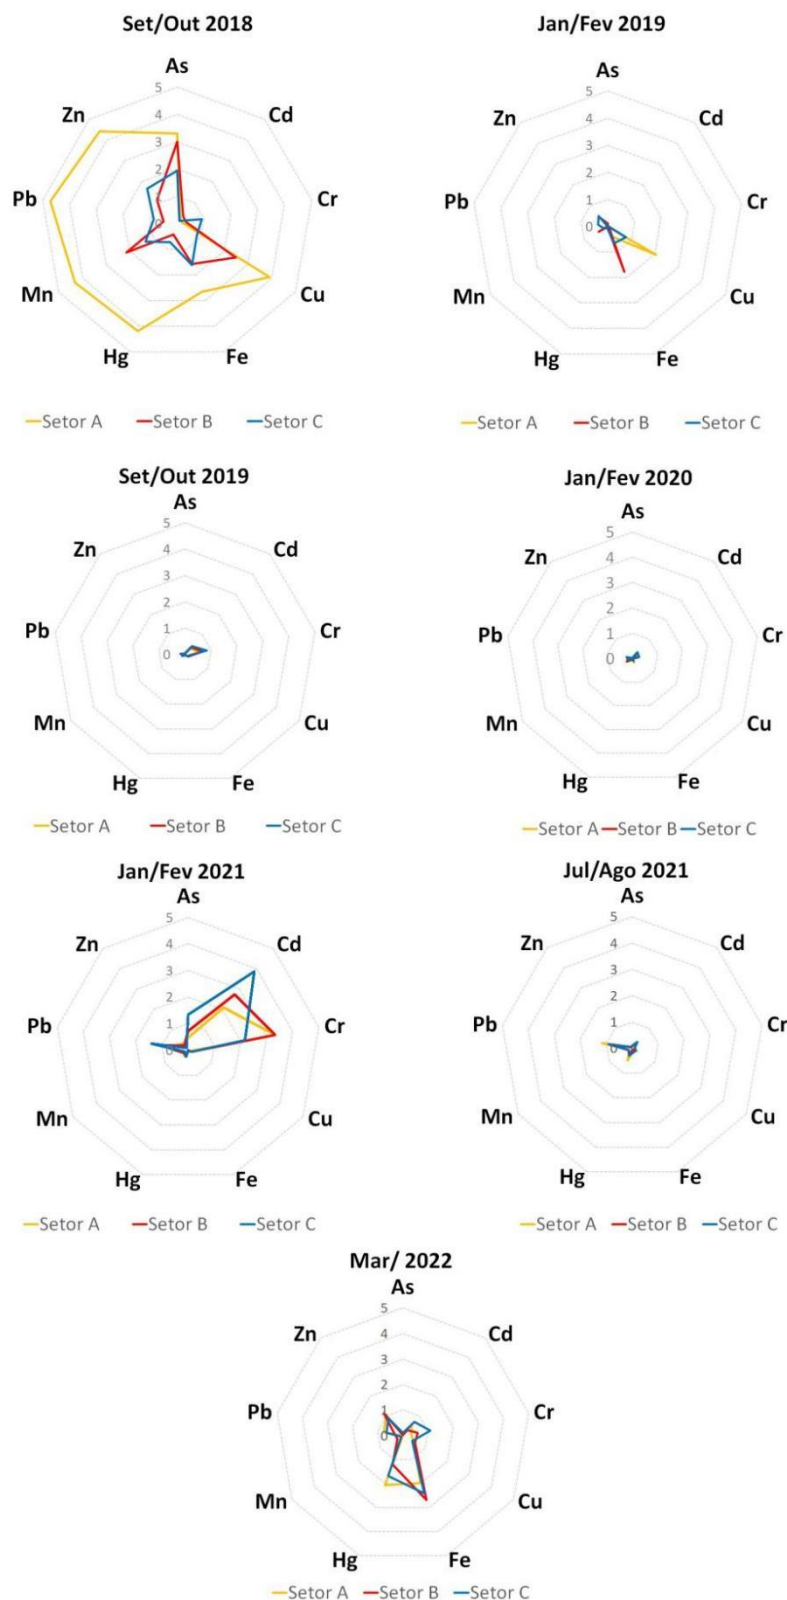 Set/Out 2018
As
Cd
Cr
Cu
Fe
Hg
Mn
Pb
Zn
5
4
3
2
1
0
Setor A Setor B Setor C
Jan/Fev 2019
As
Cd
Cr
Cu
Fe
Hg
Mn
Pb
Zn
5
4
3
2
1
0
Setor A Setor B Setor C
Set/Out 2019
As
Cd
Cr
Cu
Fe
Hg
Mn
Pb
Zn
5
4
3
2
1
0
Setor A Setor B Setor C
Jan/Fev 2020
As
Cd
Cr
Cu
Fe
Hg
Mn
Pb
Zn
5
4
3
2
1
0
Setor A Setor B Setor C
Jan/Fev 2021
As
Cd
Cr
Cu
Fe
Hg
Mn
Pb
Zn
5
4
3
2
1
0
Setor A Setor B Setor C
Jul/Ago 2021
As
Cd
Cr
Cu
Fe
Hg
Mn
Pb
Zn
5
4
3
2
1
0
Setor A Setor B Setor C
Mar/ 2022
As
Cd
Cr
Cu
Fe
Hg
Mn
Pb
Zn
5
4
3
2
1
0
Setor A Setor B Setor C